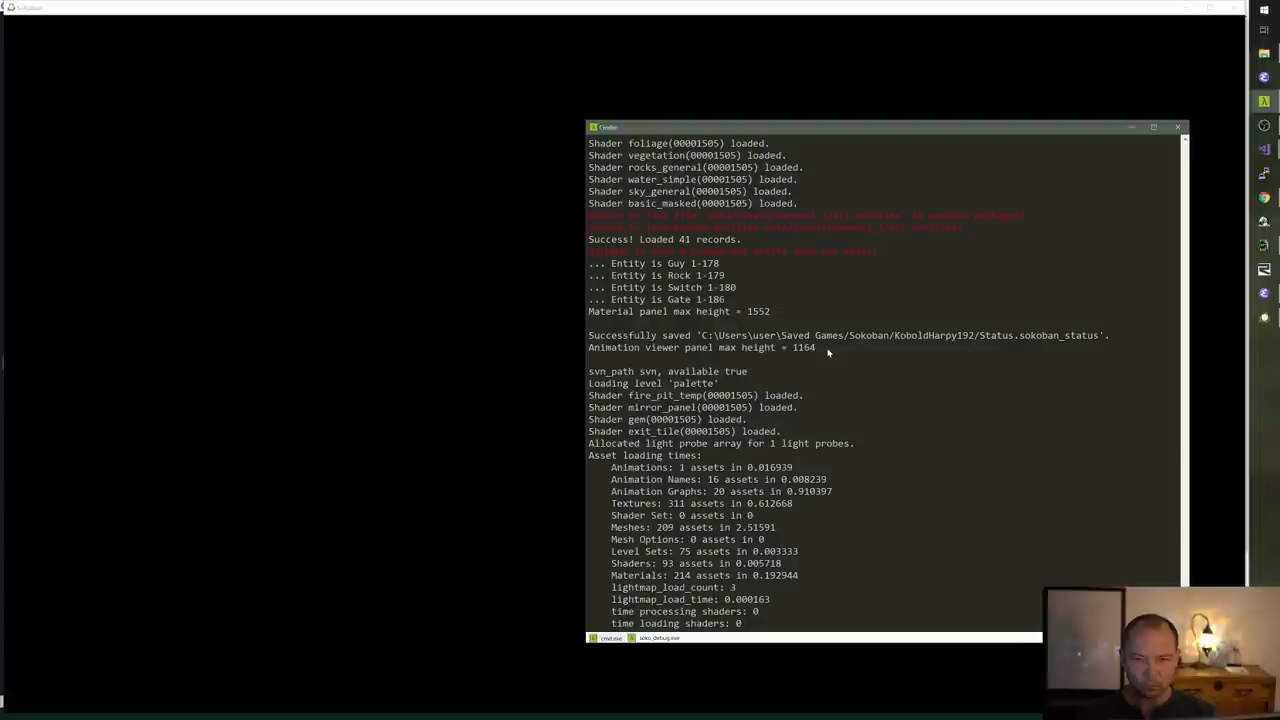 Sokoban
Cmder
Shader foliage(00001505) loaded.
Shader vegetation(00001505) loaded.
Shader rocks_general(00001505) loaded.
Shader water_simple(00001505) loaded.
Shader sky_general(00001505) loaded.
Shader basic_masked(00001505) loaded.
Success! Loaded 41 records.
... Entity is Guy 1-178
... Entity is Rock 1-179
... Entity is Switch 1-180
... Entity is Gate 1-186
Material panel max height = 1552
Successfully saved 'C:\Users\user\Saved Games/Sokoban/KoboldHarpy192/Status.sokoban_status'.
Animation viewer panel max height = 1164
svn_path svn, available true
Loading level 'palette'
Shader fire_pit_temp(00001505) loaded.
Shader mirror_panel(00001505) loaded.
Shader gem(00001505) loaded.
Shader exit_tile(00001505) loaded.
Allocated light probe array for 1 light probes.
Asset loading times:
Animations: 1 assets in 0.016939
Animation Names: 16 assets in 0.008239
Animation Graphs: 20 assets in 0.910397
Textures: 311 assets in 0.612668
Shader Set: 0 assets in 0
Meshes: 209 assets in 2.51591
Mesh Options: 0 assets in 0
Level Sets: 75 assets in 0.003333
Shaders: 93 assets in 0.005718
Materials: 214 assets in 0.192944
lightmap_load_count: 3
lightmap_load_time: 0.000163
time processing shaders: 0
time loading shaders: 0
cmd.exe
soko_debug.exe